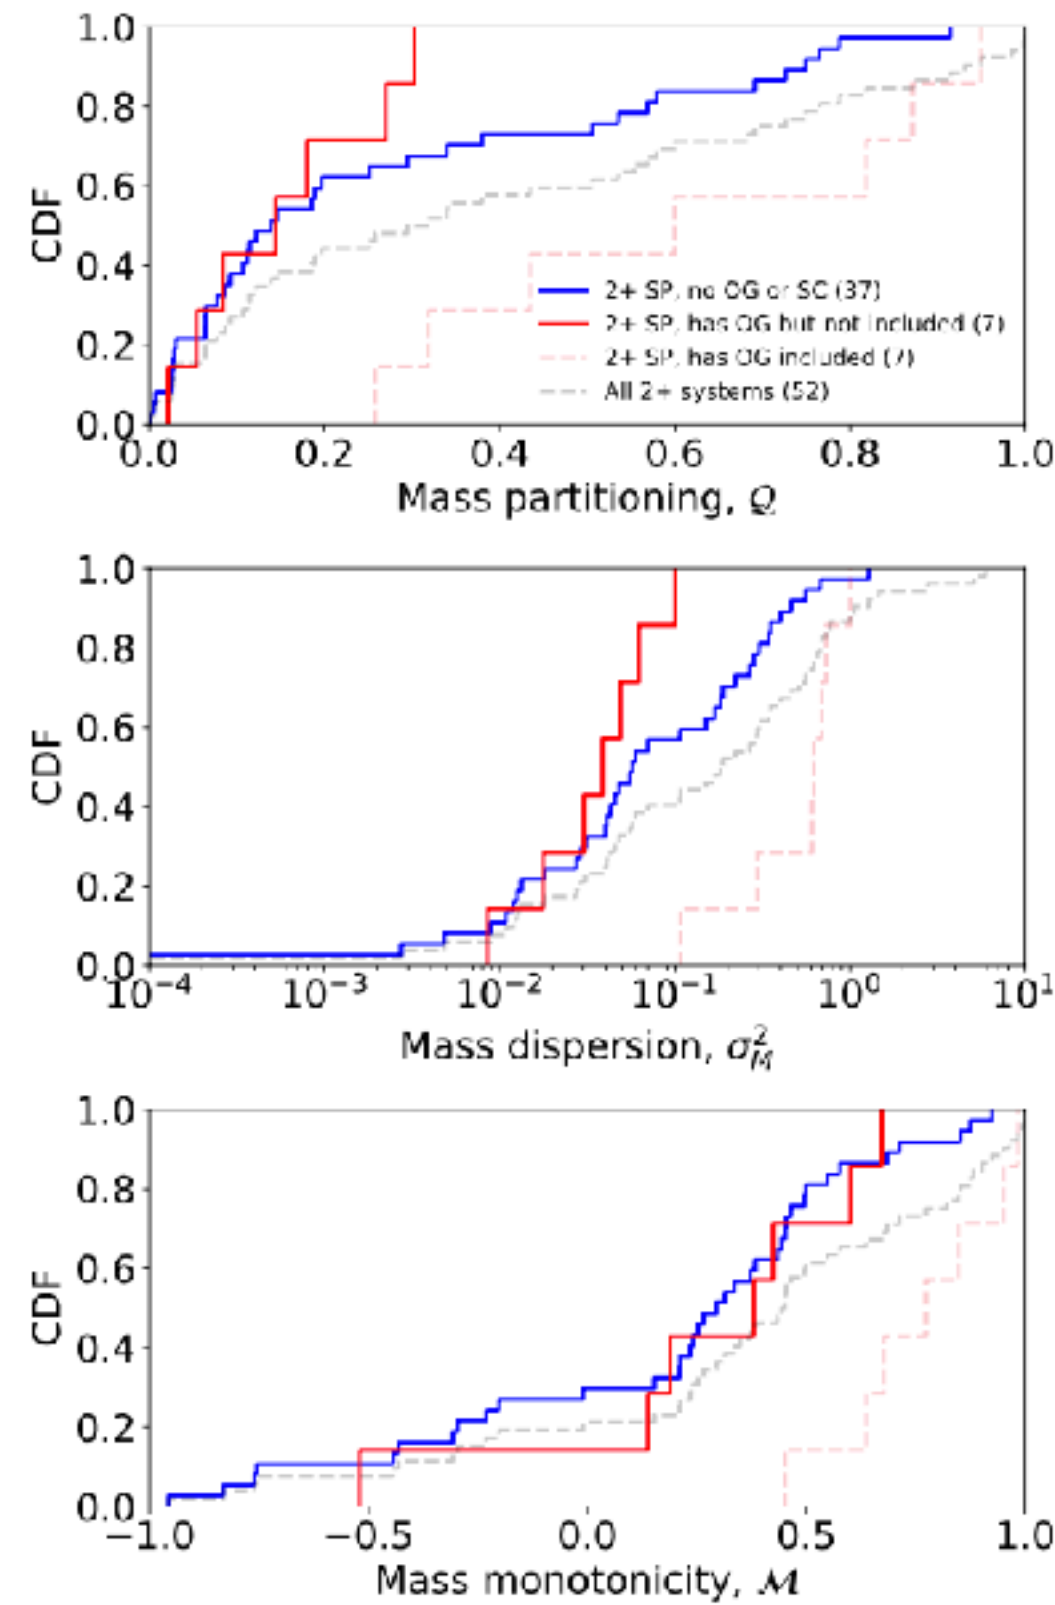 1.0
0.8
0.6
0.4
0.2
0.0
CDF
2+ SP, no OG or SC (37)
2+ SP, has OG but not included (7)
2+ SP, has OG included (7)
All 2+ systems (52)
0.0 0.2 0.4 0.6 0.8 1.0
Mass partitioning, 𝒬
1.0
0.8
0.6
0.4
0.2
0.0
CDF
10⁻⁴ 10⁻³ 10⁻² 10⁻¹ 10⁰ 10¹
Mass dispersion, σ²_M
1.0
0.8
0.6
0.4
0.2
0.0
CDF
−1.0 −0.5 0.0 0.5 1.0
Mass monotonicity, ℳ